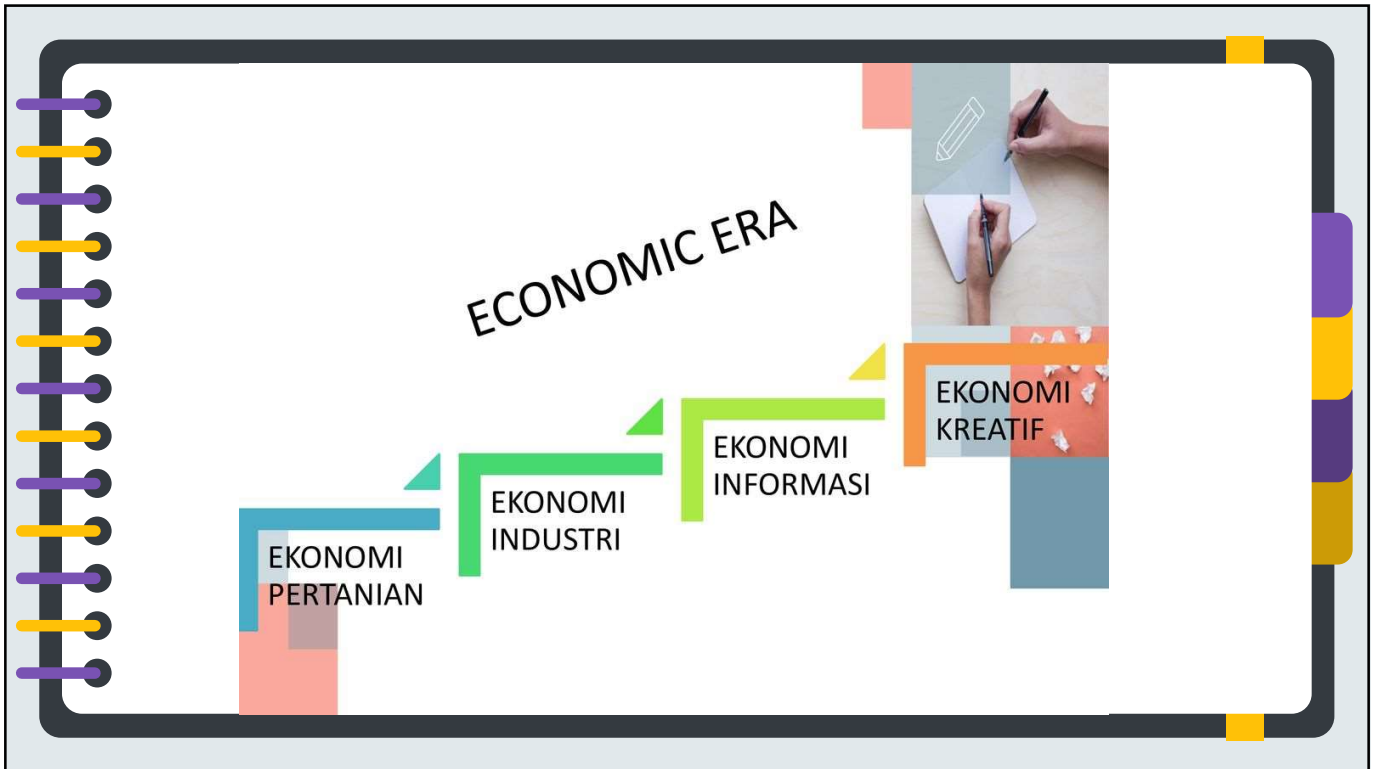 ECONOMIC ERA
EKONOMI
PERTANIAN
EKONOMI
INDUSTRI
EKONOMI
INFORMASI
EKONOMI
KREATIF